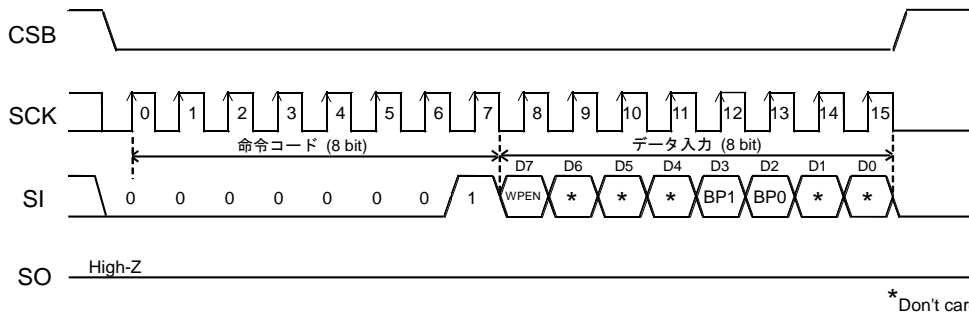 CSB
SCK 0 1 2 3 4 5 6 7 8 9 10 11 12 13 14 15
命令コード (8 bit) データ入力 (8 bit)
D7 D6 D5 D4 D3 D2 D1 D0
SI 0 0 0 0 0 0 0 1 WPEN * * * BP1 BP0 * *
High-Z
SO
*Don't car